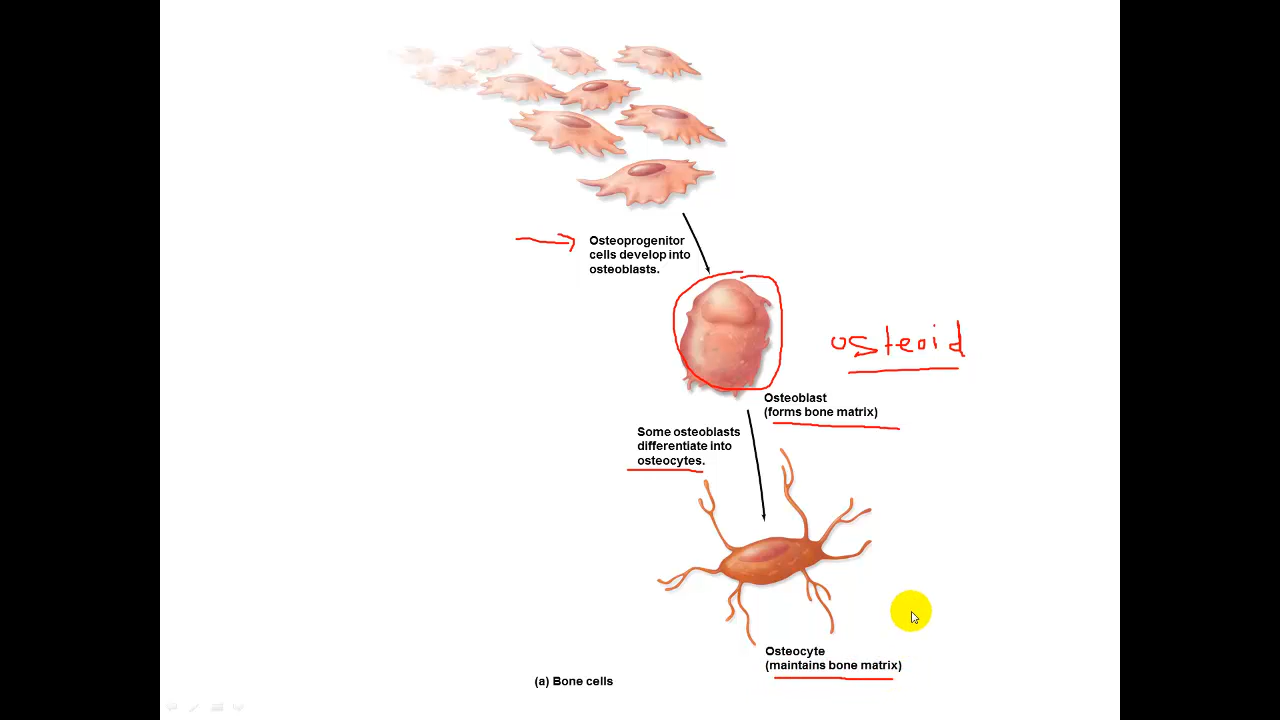 Osteoprogenitor
cells develop into
osteoblasts.
osteoid
Osteoblast
(forms bone matrix)
Some osteoblasts
differentiate into
osteocytes.
Osteocyte
(maintains bone matrix)
(a) Bone cells